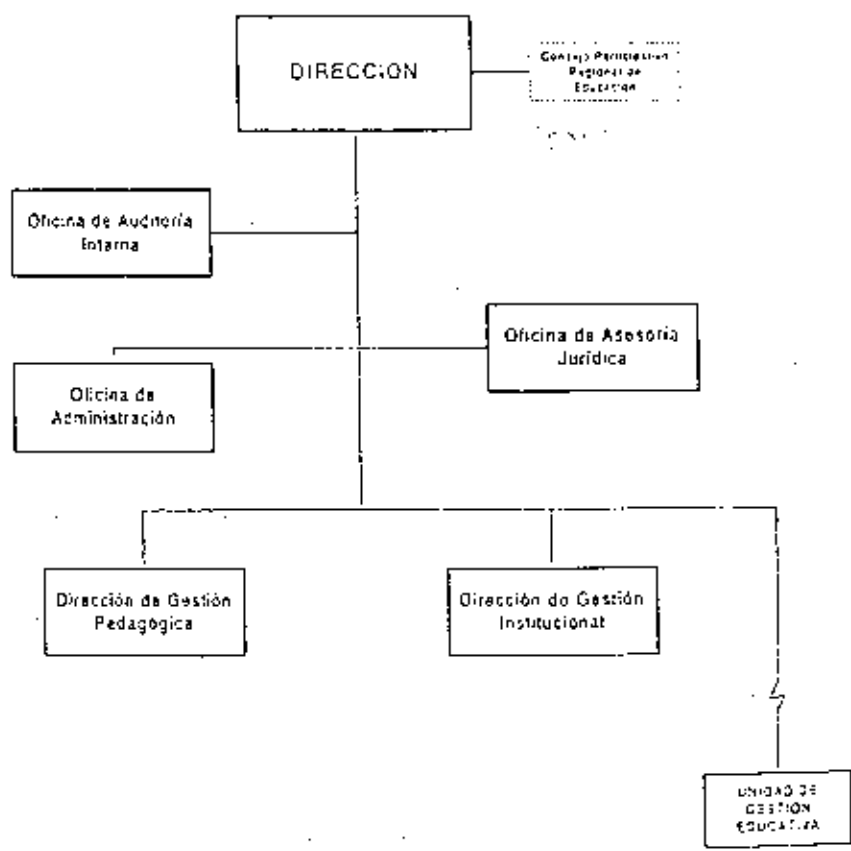 DIRECCION
Consejo Participativo
Regional de
Educación
Oficina de Auditoría
Interna
Oficina de Asesoría
Jurídica
Oficina de
Administración
Dirección de Gestión
Pedagógica
Dirección de Gestión
Institucional
UNIDAD DE
GESTIÓN
EDUCATIVA